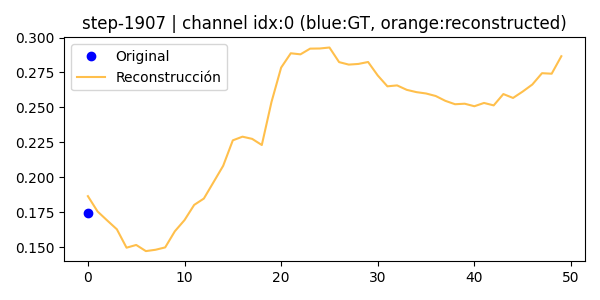 step-1907 | channel idx:0 (blue:GT, orange:reconstructed)
Original
Reconstrucción
0.300
0.275
0.250
0.225
0.200
0.175
0.150
0 10 20 30 40 50